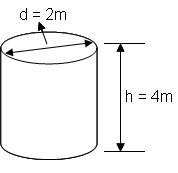 d = 2m
h = 4m